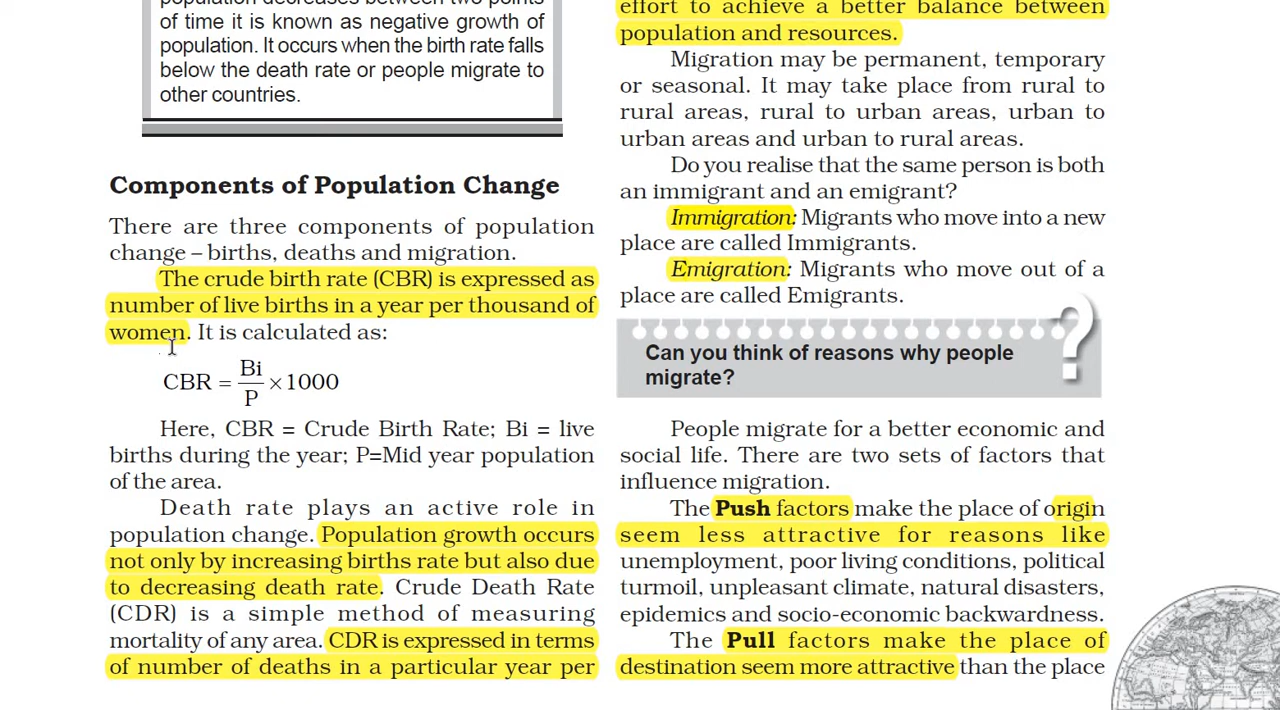 population decreases between two points
of time it is known as negative growth of
population. It occurs when the birth rate falls
below the death rate or people migrate to
other countries.
Components of Population Change
There are three components of population
change – births, deaths and migration.
The crude birth rate (CBR) is expressed as
number of live births in a year per thousand of
women. It is calculated as:
CBR = Bi/P ×1000
Here, CBR = Crude Birth Rate; Bi = live
births during the year; P=Mid year population
of the area.
Death rate plays an active role in
population change. Population growth occurs
not only by increasing births rate but also due
to decreasing death rate. Crude Death Rate
(CDR) is a simple method of measuring
mortality of any area. CDR is expressed in terms
of number of deaths in a particular year per
effort to achieve a better balance between
population and resources.
Migration may be permanent, temporary
or seasonal. It may take place from rural to
rural areas, rural to urban areas, urban to
urban areas and urban to rural areas.
Do you realise that the same person is both
an immigrant and an emigrant?
Immigration: Migrants who move into a new
place are called Immigrants.
Emigration: Migrants who move out of a
place are called Emigrants.
Can you think of reasons why people
migrate?
?
People migrate for a better economic and
social life. There are two sets of factors that
influence migration.
The Push factors make the place of origin
seem less attractive for reasons like
unemployment, poor living conditions, political
turmoil, unpleasant climate, natural disasters,
epidemics and socio-economic backwardness.
The Pull factors make the place of
destination seem more attractive than the place